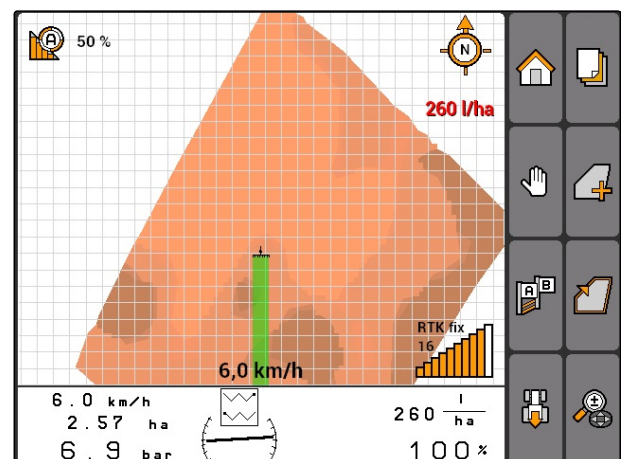 A
50 %
N
260 l/ha
A B
RTK fix
16
6,0 km/h
6.0 km/h
2.57 ha
6.9 bar
260 l/ha
100%